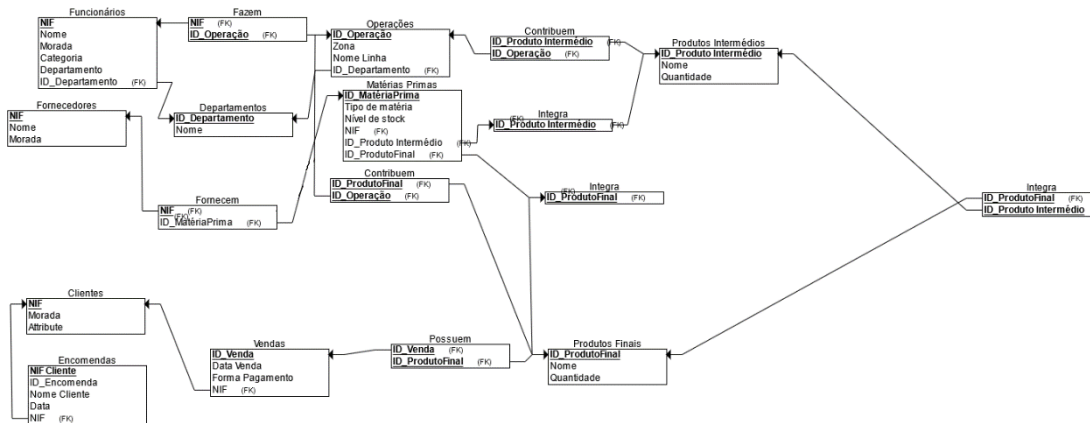 Funcionários
NIF
Nome
Morada
Categoria
Departamento
ID_Departamento (FK)
Fazem
NIF (FK)
ID_Operação (FK)
Operações
ID_Operação
Zona
Nome Linha
ID_Departamento (FK)
Contribuem
ID_Produto Intermédio (FK)
ID_Operação (FK)
Produtos Intermédios
ID_Produto Intermédio
Nome
Quantidade
Fornecedores
NIF
Nome
Morada
Departamentos
ID_Departamento
Nome
Matérias Primas
ID_MatériaPrima
Tipo de matéria
Nível de stock
NIF (FK)
ID_Produto Intermédio (FK)
ID_ProdutoFinal (FK)
Integra
(FK)
ID_Produto Intermédio (FK)
Contribuem
ID_ProdutoFinal (FK)
ID_Operação (FK)
Integra
(FK)
ID_ProdutoFinal (FK)
Integra
ID_ProdutoFinal (FK)
ID_Produto Intermédio
Fornecem
NIF (FK)
(FK)
ID_MatériaPrima (FK)
Clientes
NIF
Morada
Attribute
Encomendas
NIF Cliente
ID_Encomenda
Nome Cliente
Data
NIF (FK)
Vendas
ID_Venda
Data Venda
Forma Pagamento
NIF (FK)
Possuem
ID_Venda (FK)
ID_ProdutoFinal (FK)
Produtos Finais
ID_ProdutoFinal
Nome
Quantidade